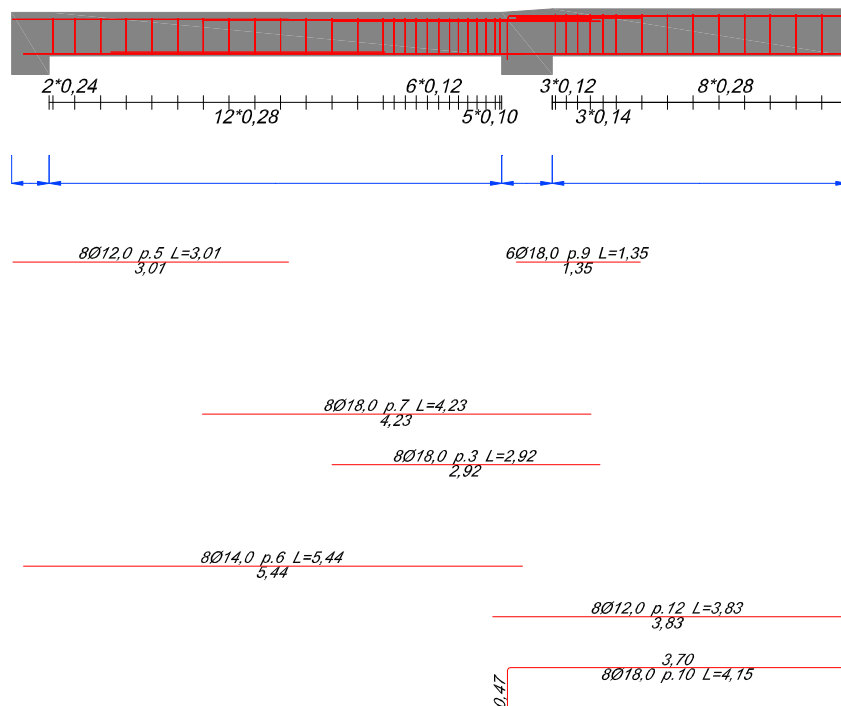 2*0,24 6*0,12 3*0,12 8*0,28
12*0,28 5*0,10 3*0,14
8Ø12,0 p.5 L=3,01 6Ø18,0 p.9 L=1,35
3,01 1,35
8Ø18,0 p.7 L=4,23
4,23
8Ø18,0 p.3 L=2,92
2,92
8Ø14,0 p.6 L=5,44
5,44
8Ø12,0 p.12 L=3,83
3,83
3,70
8Ø18,0 p.10 L=4,15
0,47